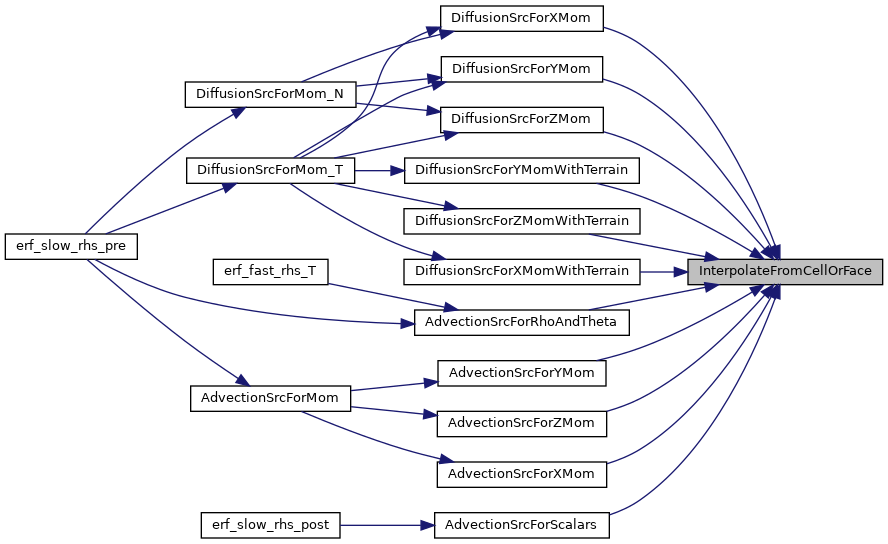 DiffusionSrcForXMom
DiffusionSrcForYMom
DiffusionSrcForMom_N
DiffusionSrcForZMom
DiffusionSrcForMom_T
DiffusionSrcForYMomWithTerrain
DiffusionSrcForZMomWithTerrain
erf_slow_rhs_pre
erf_fast_rhs_T
DiffusionSrcForXMomWithTerrain
InterpolateFromCellOrFace
AdvectionSrcForRhoAndTheta
AdvectionSrcForYMom
AdvectionSrcForMom
AdvectionSrcForZMom
AdvectionSrcForXMom
erf_slow_rhs_post
AdvectionSrcForScalars